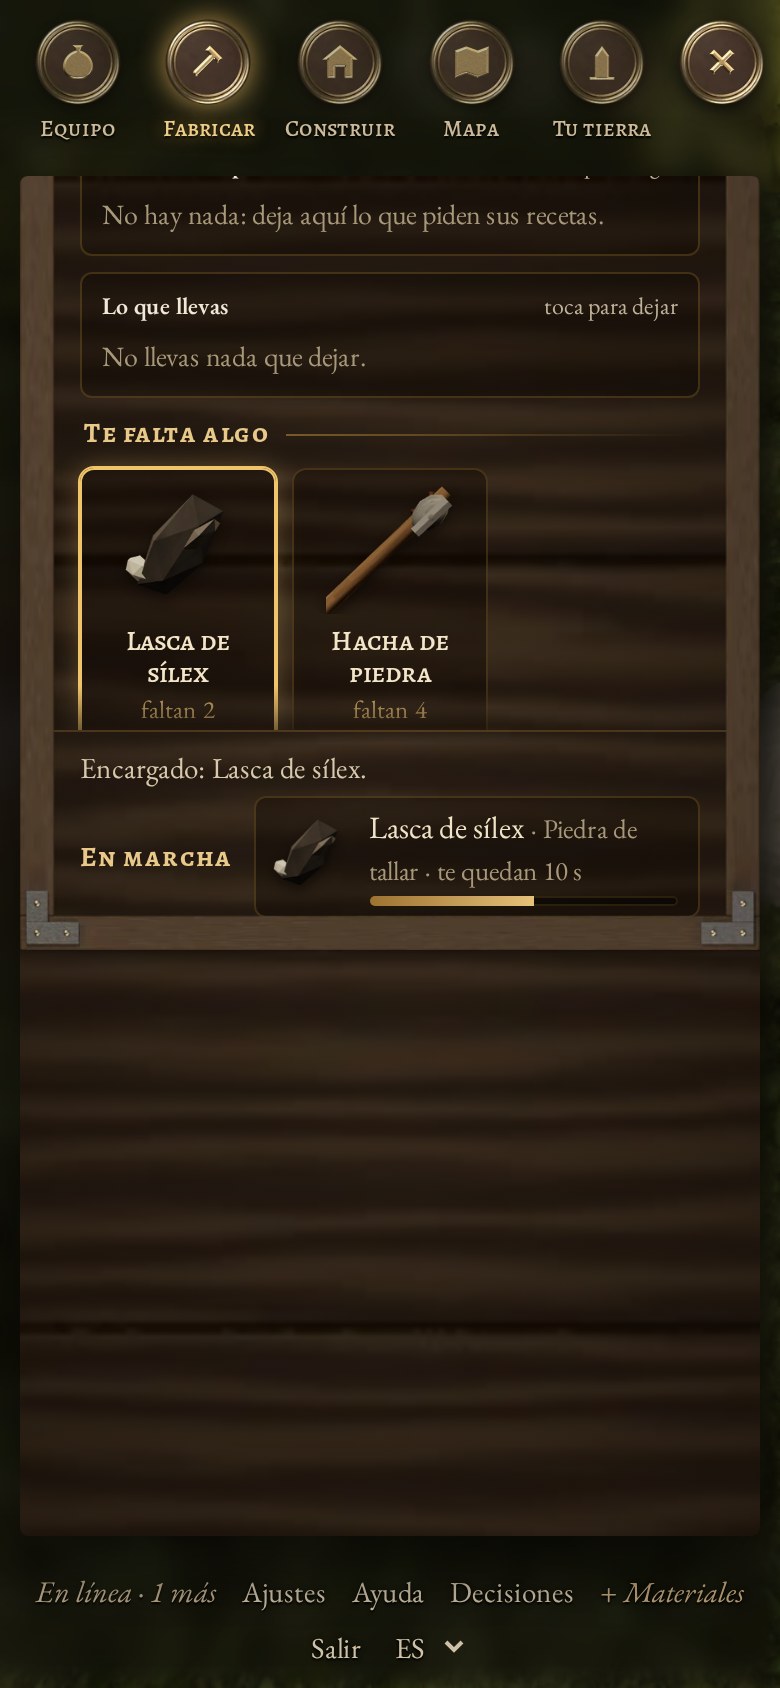 Equipo
Fabricar
Construir
Mapa
Tu tierra
No hay nada: deja aquí lo que piden sus recetas.
Lo que llevas
toca para dejar
No llevas nada que dejar.
Te falta algo
Lasca de
sílex
faltan 2
Hacha de
piedra
faltan 4
Encargado: Lasca de sílex.
En marcha
Lasca de sílex · Piedra de
tallar · te quedan 10 s
En línea · 1 más
Ajustes
Ayuda
Decisiones
+ Materiales
Salir
ES